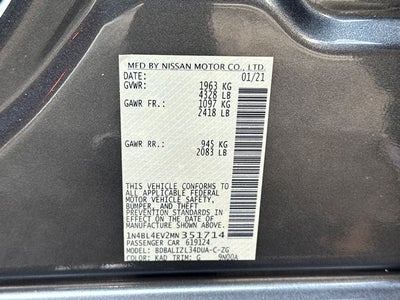 MFD BY NISSAN MOTOR CO., LTD.
DATE: 01/21
GVWR: 1963 KG
4328 LB
GAWR FR.: 1097 KG
2418 LB
GAWR RR.: 945 KG
2083 LB
THIS VEHICLE CONFORMS TO
ALL APPLICABLE FEDERAL
MOTOR VEHICLE SAFETY,
BUMPER, AND THEFT
PREVENTION STANDARDS
IN EFFECT ON THE DATE OF
MANUFACTURE SHOWN ABOVE.
1N4BL4EV2MN351714
PASSENGER CAR 619124
MODEL: BDBALIZL34DUA-C-ZG
COLOR: KAD TRIM: G 9N00A